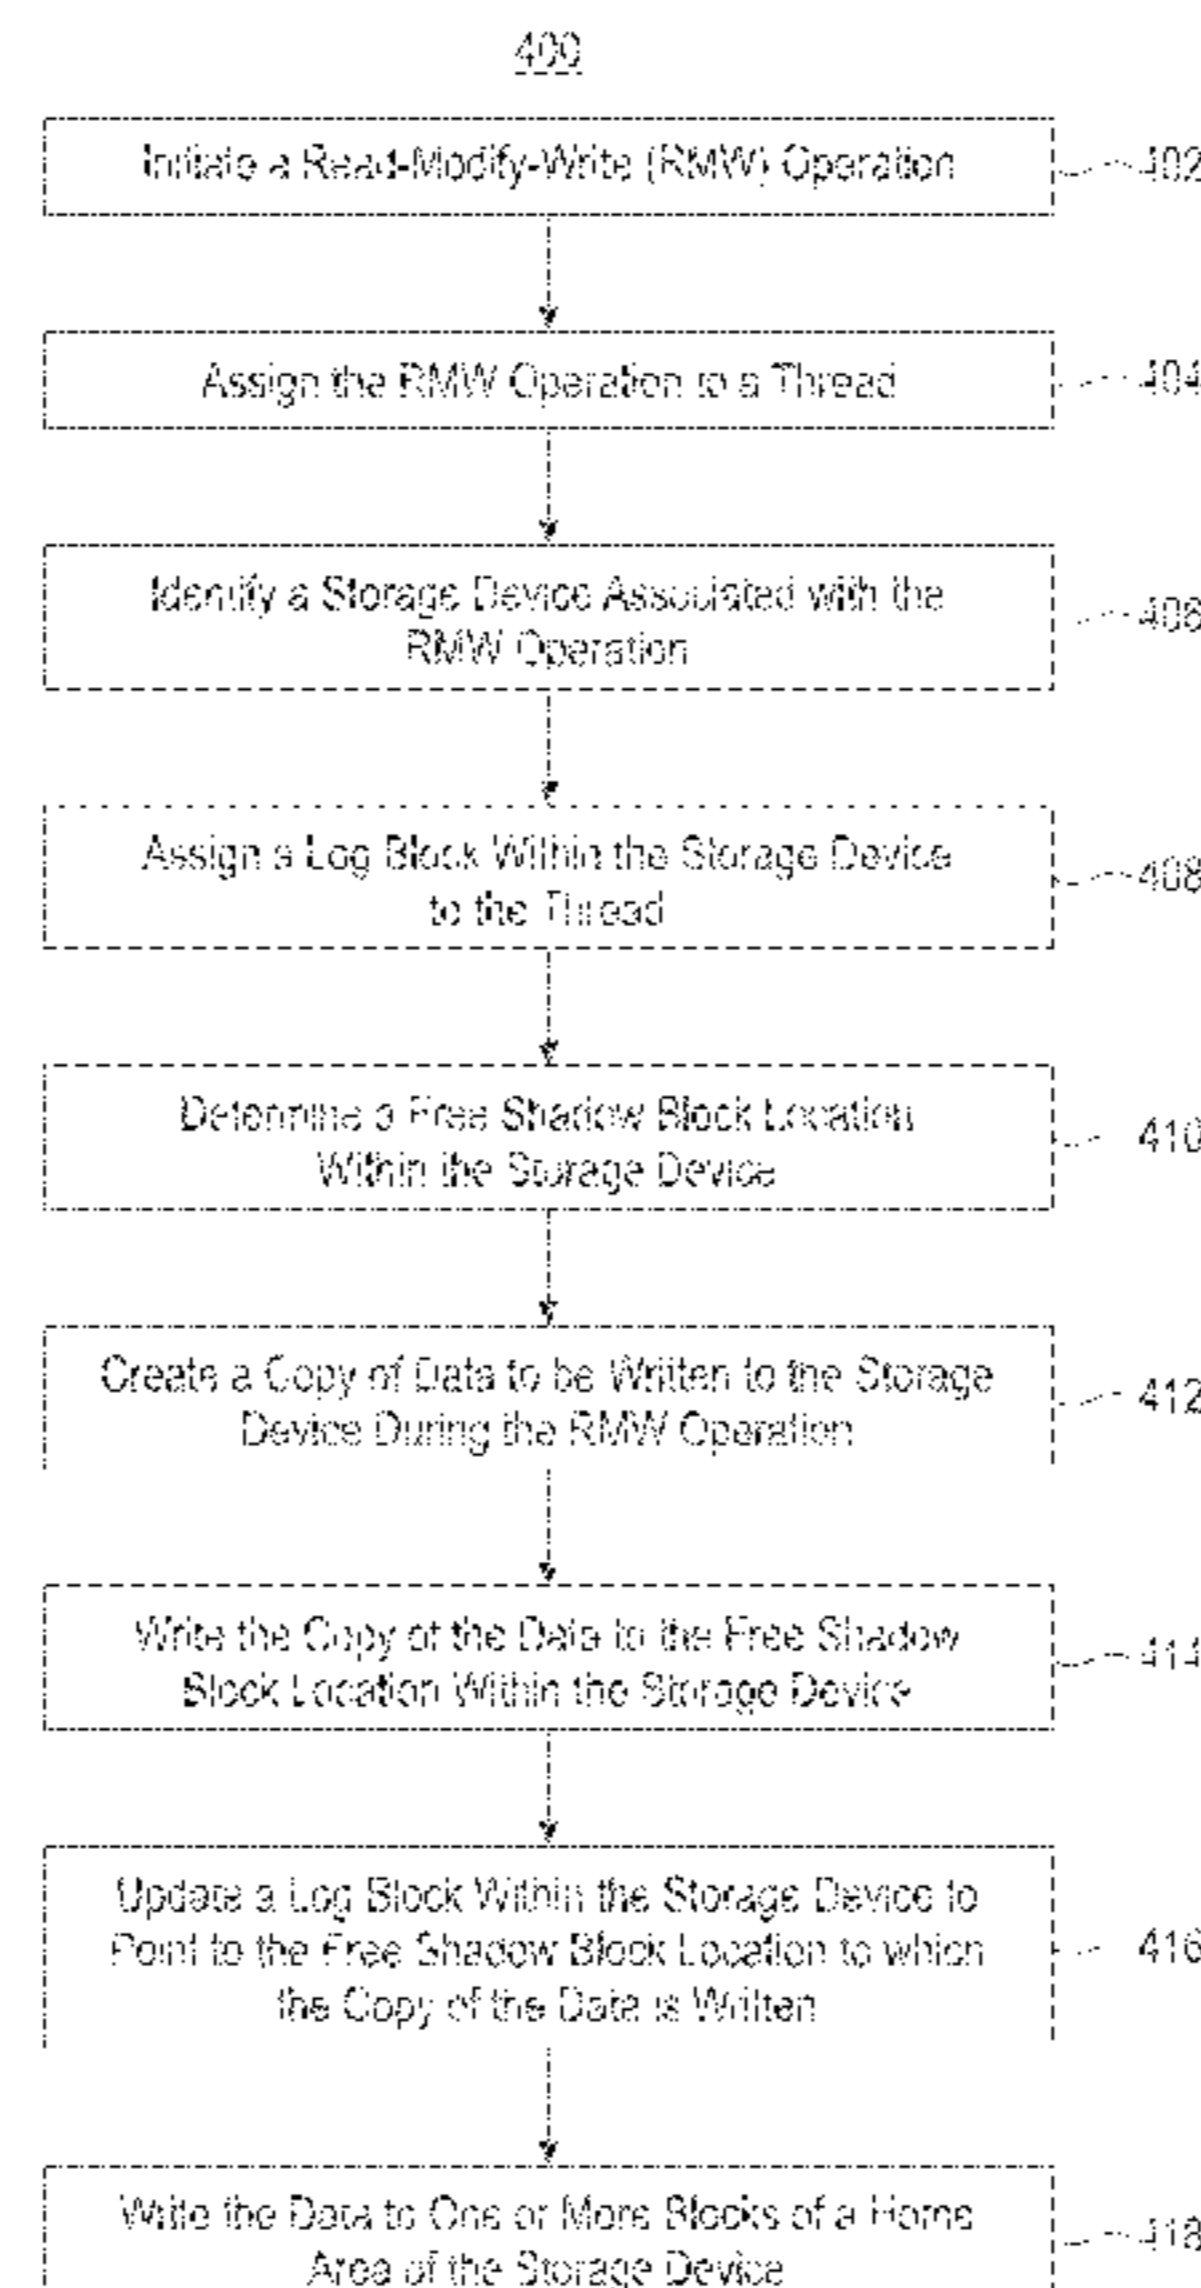 400
Initiate a Read-Modify-Write (RMW) Operation
402
Assign the RMW Operation to a Thread
404
Identify a Storage Device Associated with the
RMW Operation
406
Assign a Log Block Within the Storage Device
to the Thread
408
Determine a Free Shadow Block Location
Within the Storage Device
410
Create a Copy of Data to be Written to the Storage
Device During the RMW Operation
412
Write the Copy of the Data to the Free Shadow
Block Location Within the Storage Device
414
Update a Log Block Within the Storage Device to
Point to the Free Shadow Block Location to which
the Copy of the Data is Written
416
Write the Data to One or More Blocks of a Home
Area of the Storage Device
418